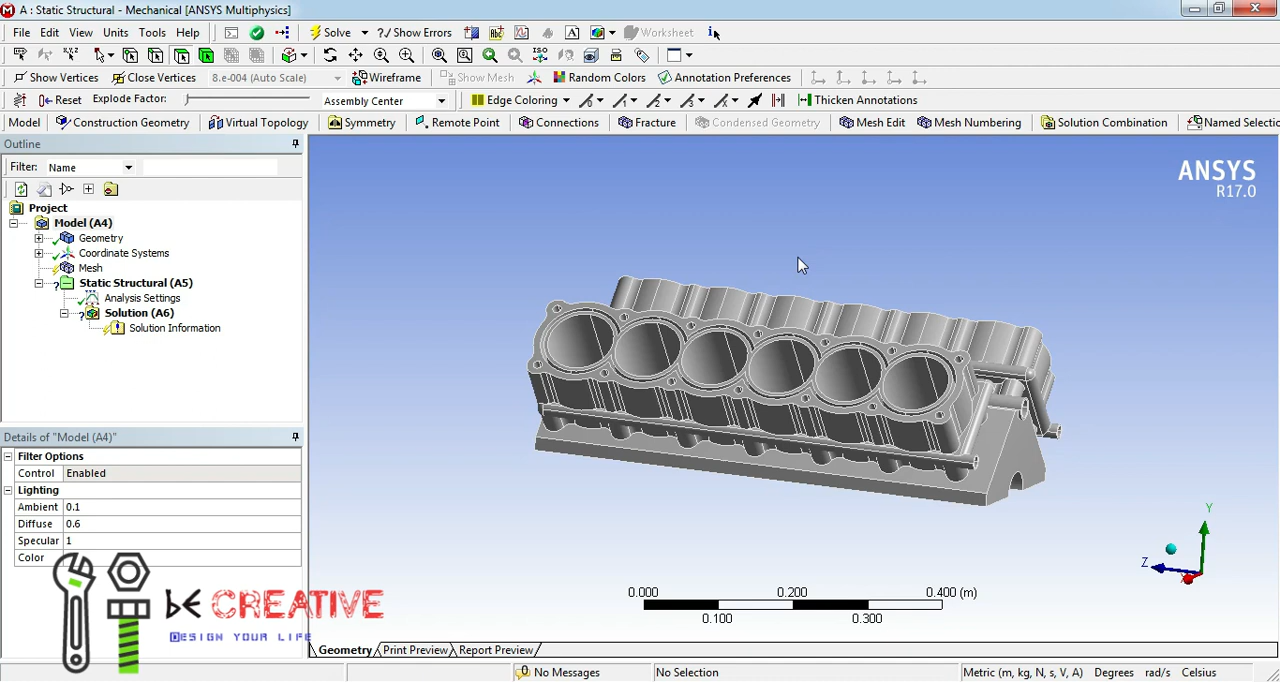 A : Static Structural - Mechanical [ANSYS Multiphysics]
File Edit View Units Tools Help Solve ?/ Show Errors Worksheet
Show Vertices Close Vertices 8.e-004 (Auto Scale) Wireframe Show Mesh Random Colors Annotation Preferences
Reset Explode Factor: Assembly Center Edge Coloring Thicken Annotations
Model Construction Geometry Virtual Topology Symmetry Remote Point Connections Fracture Condensed Geometry Mesh Edit Mesh Numbering Solution Combination Named Selectio
Outline
Filter: Name
Project
Model (A4)
Geometry
Coordinate Systems
Mesh
Static Structural (A5)
Analysis Settings
Solution (A6)
Solution Information
Details of "Model (A4)"
Filter Options
Control Enabled
Lighting
Ambient 0.1
Diffuse 0.6
Specular 1
Color
BE CREATIVE
DESIGN YOUR LIFE
ANSYS
R17.0
Y
Z
X
0.000 0.200 0.400 (m)
0.100 0.300
Geometry Print Preview Report Preview
0 No Messages No Selection Metric (m, kg, N, s, V, A) Degrees rad/s Celsius